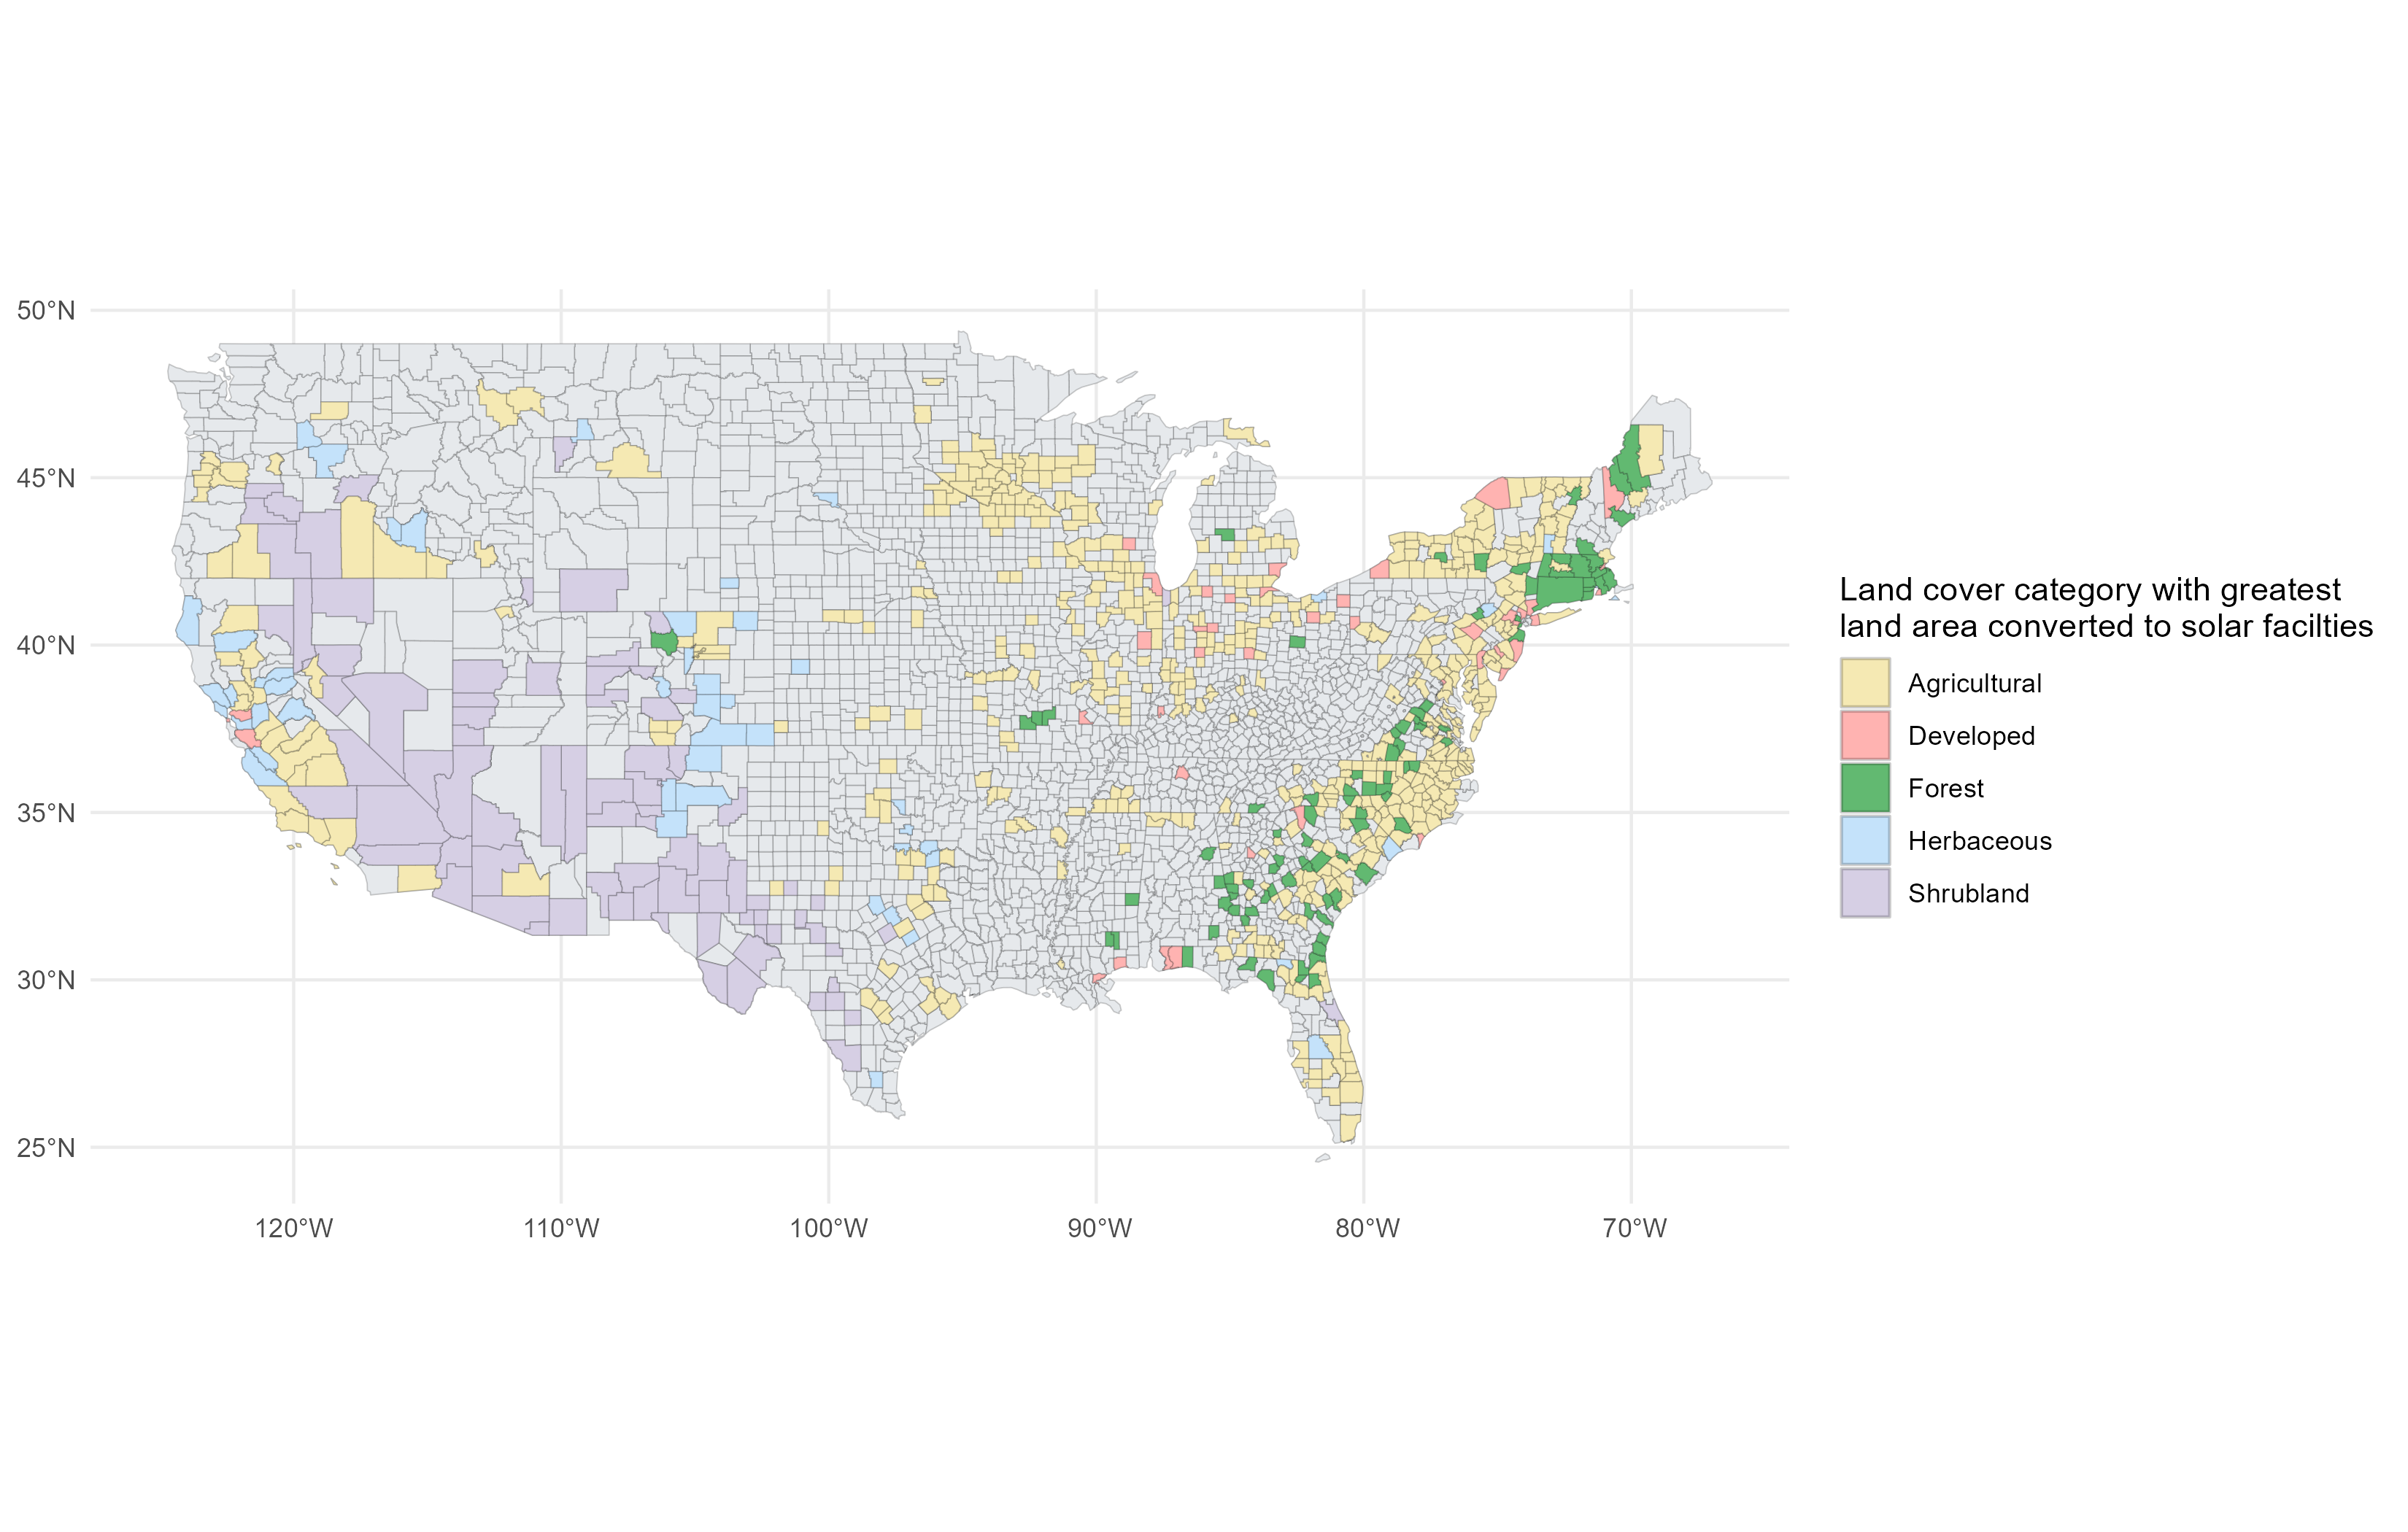 50°N
45°N
40°N
35°N
30°N
25°N
120°W
110°W
100°W
90°W
80°W
70°W
Land cover category with greatest
land area converted to solar facilties
Agricultural
Developed
Forest
Herbaceous
Shrubland